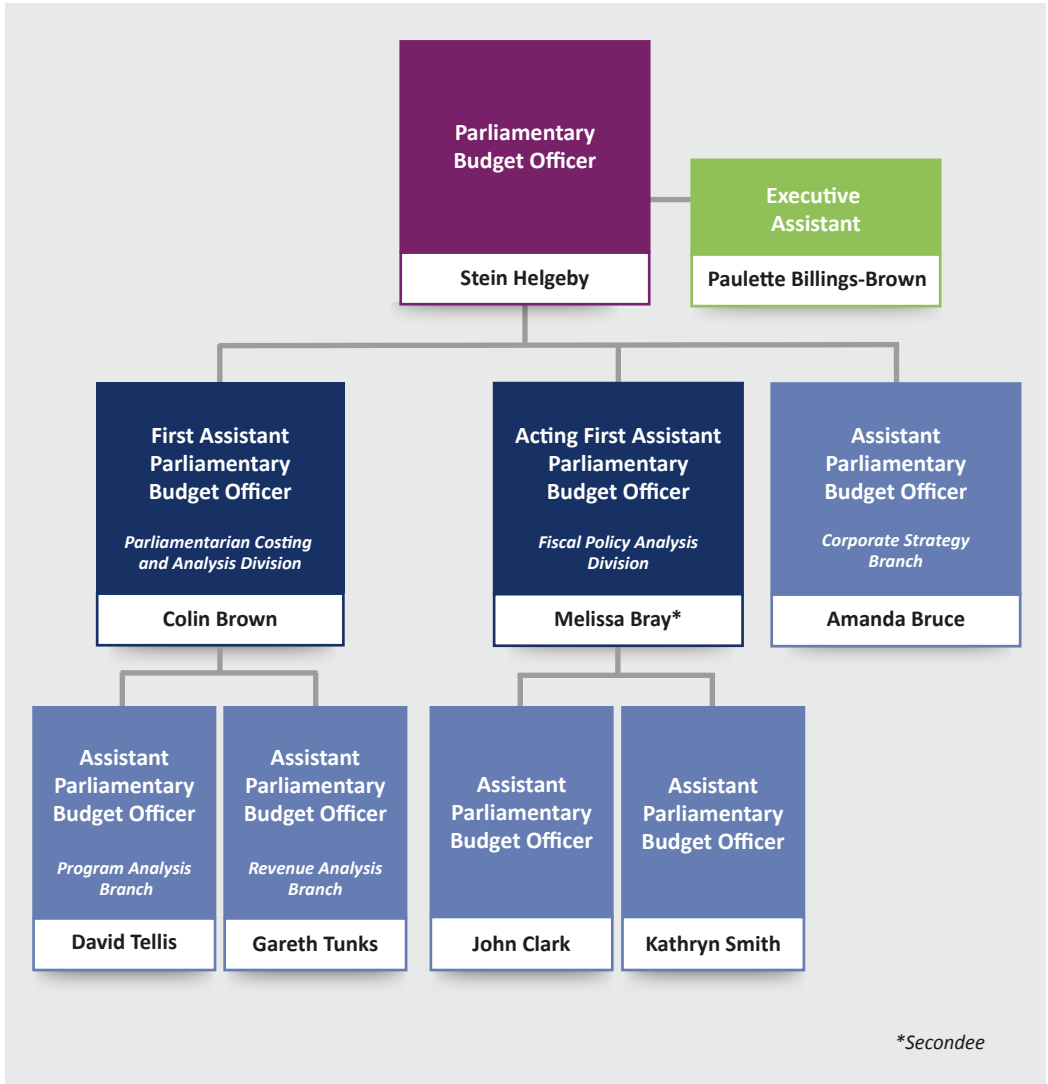 Parliamentary
Budget Officer
Stein Helgeby
Executive
Assistant
Paulette Billings-Brown
First Assistant
Parliamentary
Budget Officer
Parliamentarian Costing
and Analysis Division
Colin Brown
Acting First Assistant
Parliamentary
Budget Officer
Fiscal Policy Analysis
Division
Melissa Bray*
Assistant
Parliamentary
Budget Officer
Corporate Strategy
Branch
Amanda Bruce
Assistant
Parliamentary
Budget Officer
Program Analysis
Branch
David Tellis
Assistant
Parliamentary
Budget Officer
Revenue Analysis
Branch
Gareth Tunks
Assistant
Parliamentary
Budget Officer
John Clark
Assistant
Parliamentary
Budget Officer
Kathryn Smith
*Secondee